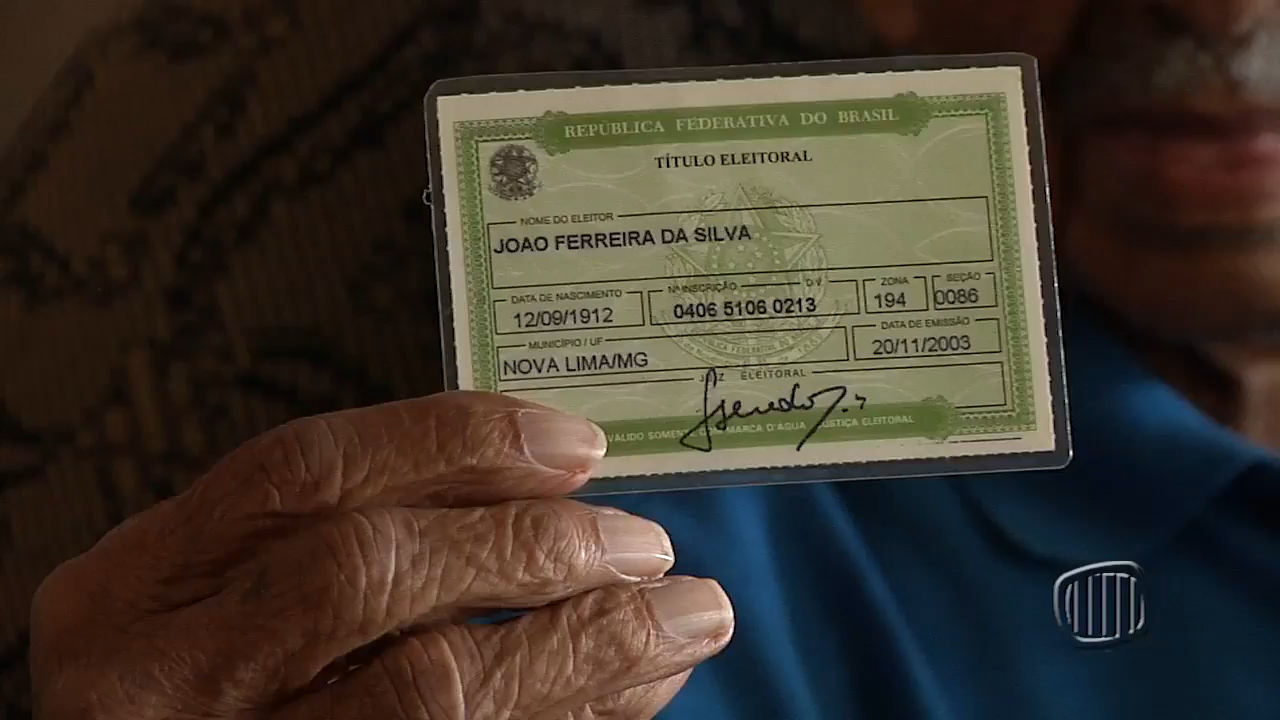 REPÚBLICA FEDERATIVA DO BRASIL
TÍTULO ELEITORAL
NOME DO ELEITOR
JOAO FERREIRA DA SILVA
DATA DE NASCIMENTO Nº INSCRIÇÃO D.V. ZONA SEÇÃO
12/09/1912 0406 5106 0213 194 0086
MUNICÍPIO / UF DATA DE EMISSÃO
NOVA LIMA/MG 20/11/2003
ELEITORAL
VÁLIDO MARCA D'ÁGUA JUSTIÇA ELEITORAL